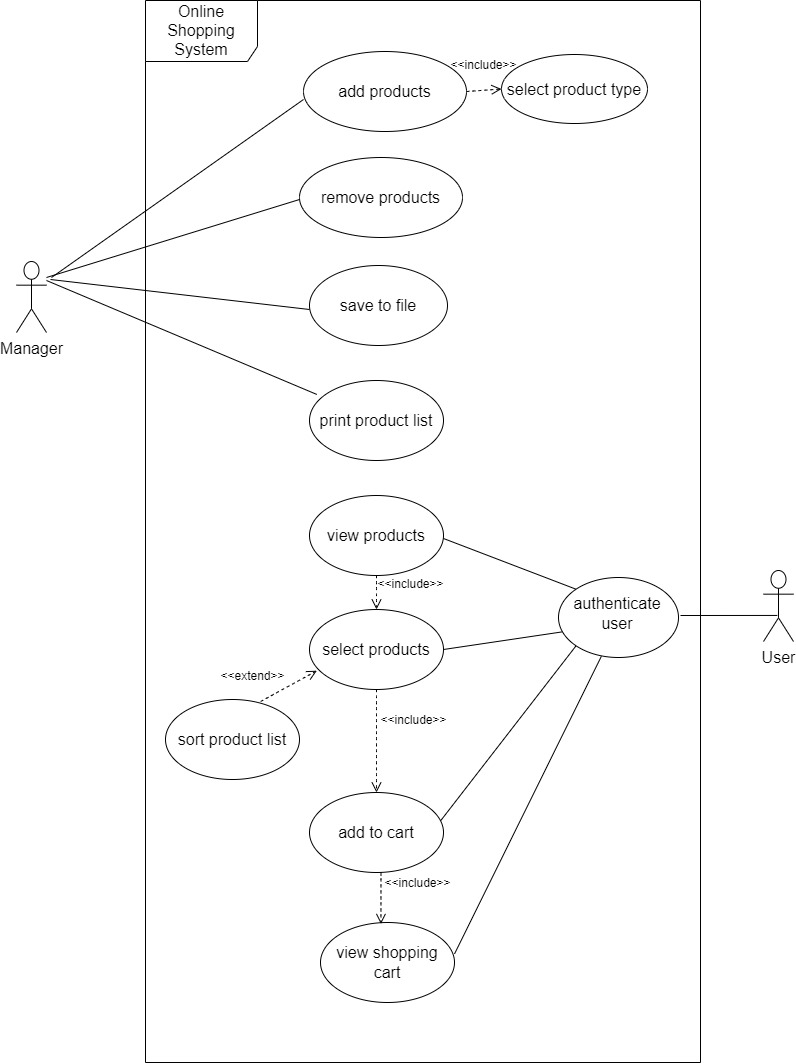 Online
Shopping
System
<<include>>
add products
select product type
remove products
save to file
Manager
print product list
view products
<<include>>
authenticate
user
select products
User
<<extend>>
<<include>>
sort product list
add to cart
<<include>>
view shopping
cart